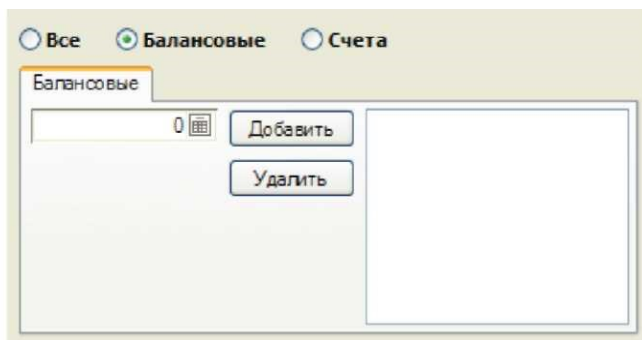 Все Балансовые Счета
Балансовые
0 Добавить
Удалить